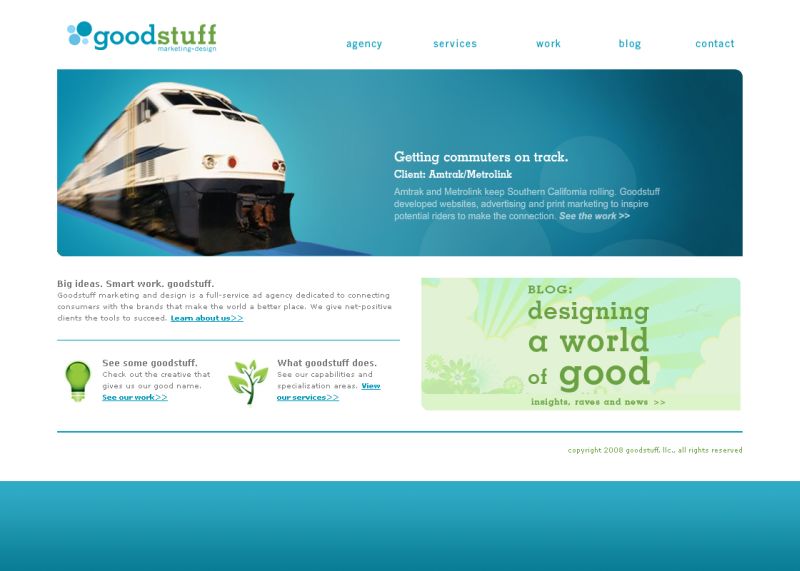 goodstuff
marketing+design
agency
services
work
blog
contact
Getting commuters on track.
Client: Amtrak/Metrolink
Amtrak and Metrolink keep Southern California rolling. Goodstuff
developed websites, advertising and print marketing to inspire
potential riders to make the connection. See the work >>
Big ideas. Smart work. goodstuff.
Goodstuff marketing and design is a full-service ad agency dedicated to connecting
consumers with the brands that make the world a better place. We give net-positive
clients the tools to succeed. Learn about us>>
See some goodstuff.
Check out the creative that
gives us our good name.
See our work>>
What goodstuff does.
See our capabilities and
specialization areas. View
our services>>
BLOG:
designing
a world
of good
insights, raves and news >>
copyright 2008 goodstuff, llc., all rights reserved